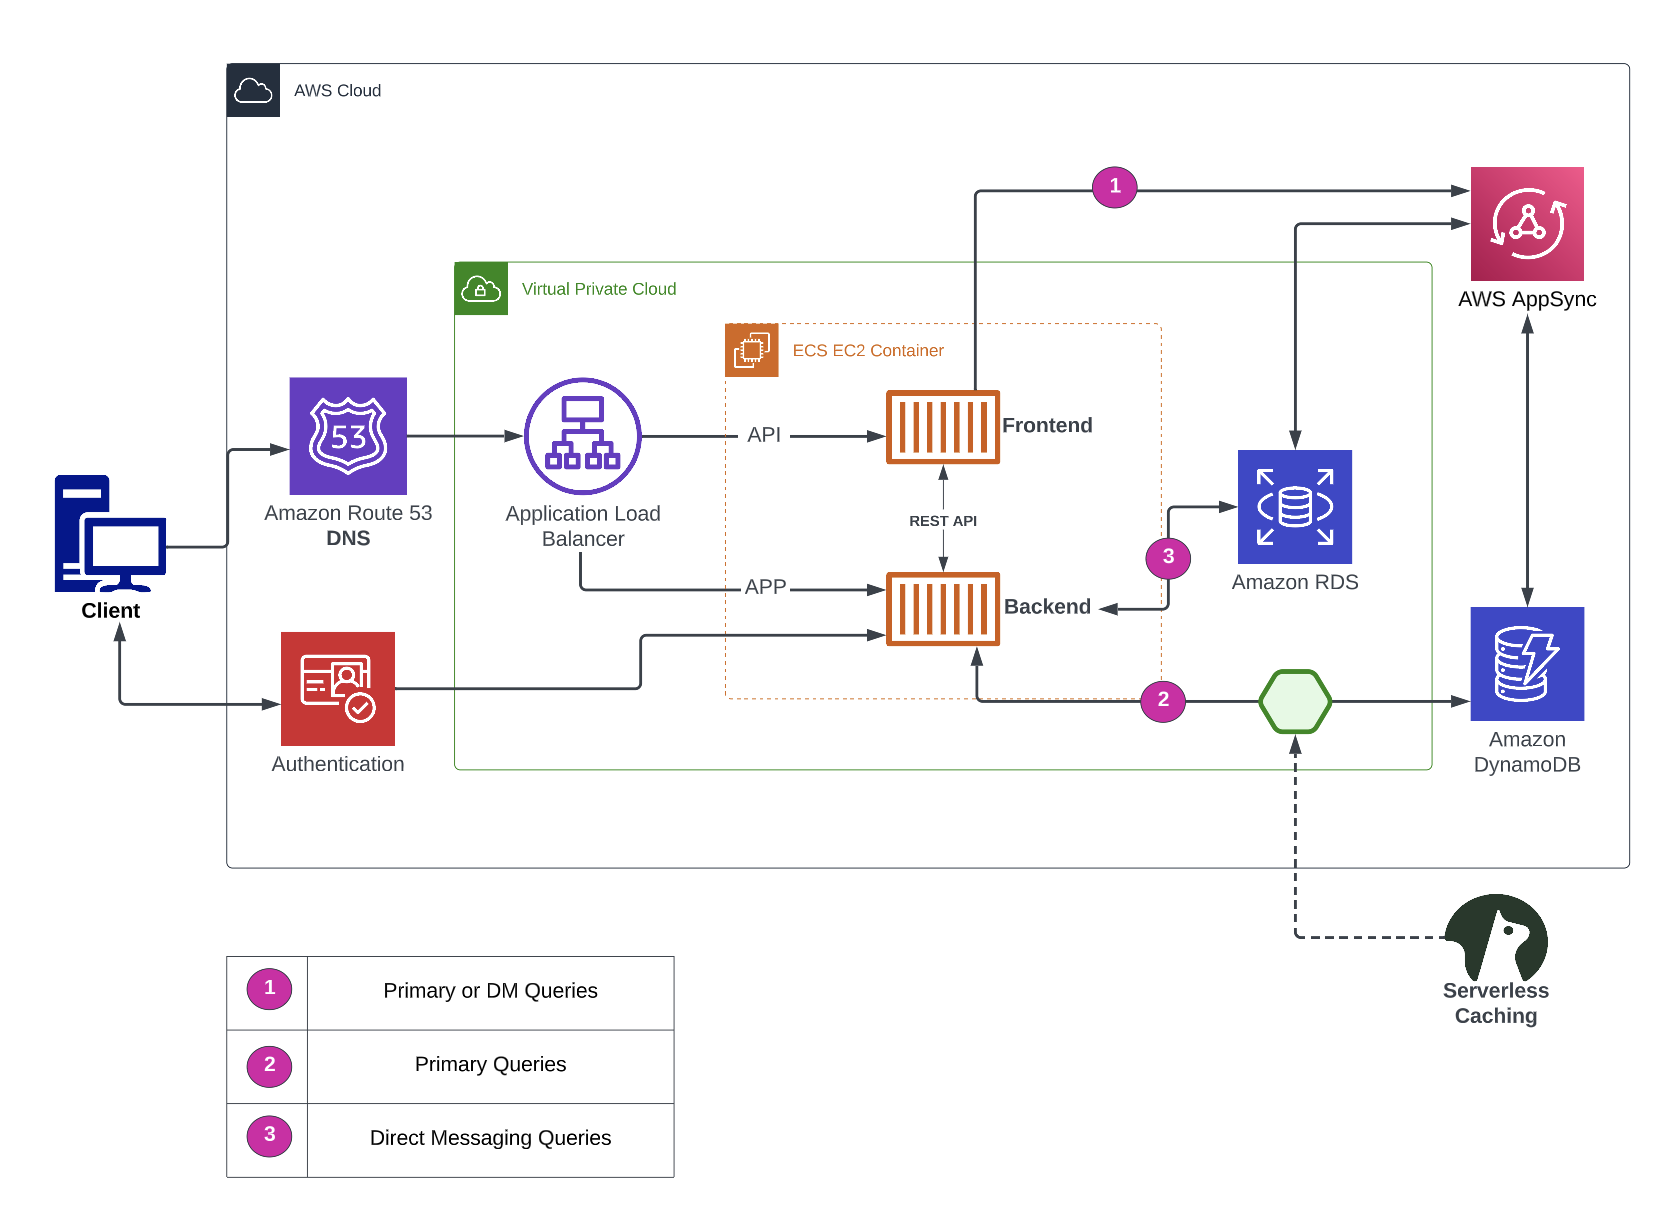 AWS Cloud
1
AWS AppSync
Virtual Private Cloud
ECS EC2 Container
53
Amazon Route 53
DNS
Application Load
Balancer
API
Frontend
REST API
APP
Backend
3
Amazon RDS
Client
Authentication
2
Amazon
DynamoDB
Serverless
Caching
1
Primary or DM Queries
2
Primary Queries
3
Direct Messaging Queries